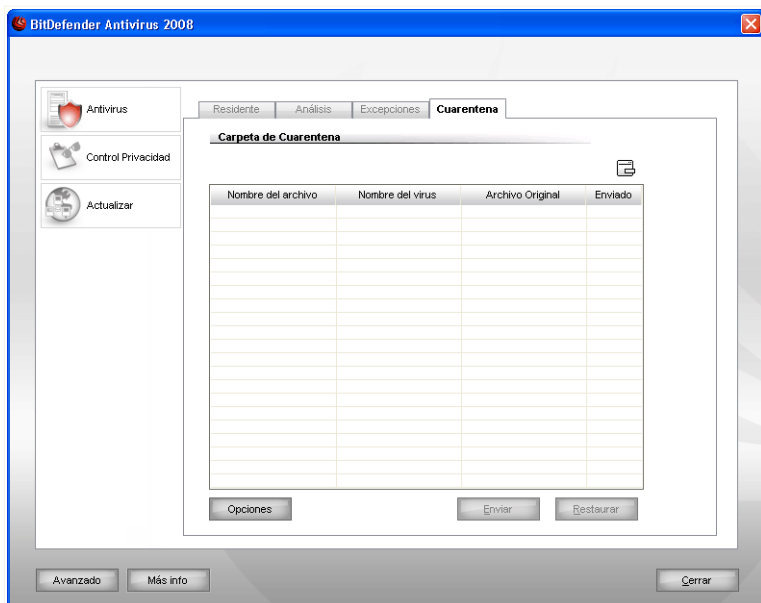 BitDefender Antivirus 2008
Antivirus
Control Privacidad
Actualizar
Residente Análisis Excepciones Cuarentena
Carpeta de Cuarentena
Nombre del archivo Nombre del virus Archivo Original Enviado
Opciones Enviar Restaurar
Avanzado Más info Cerrar